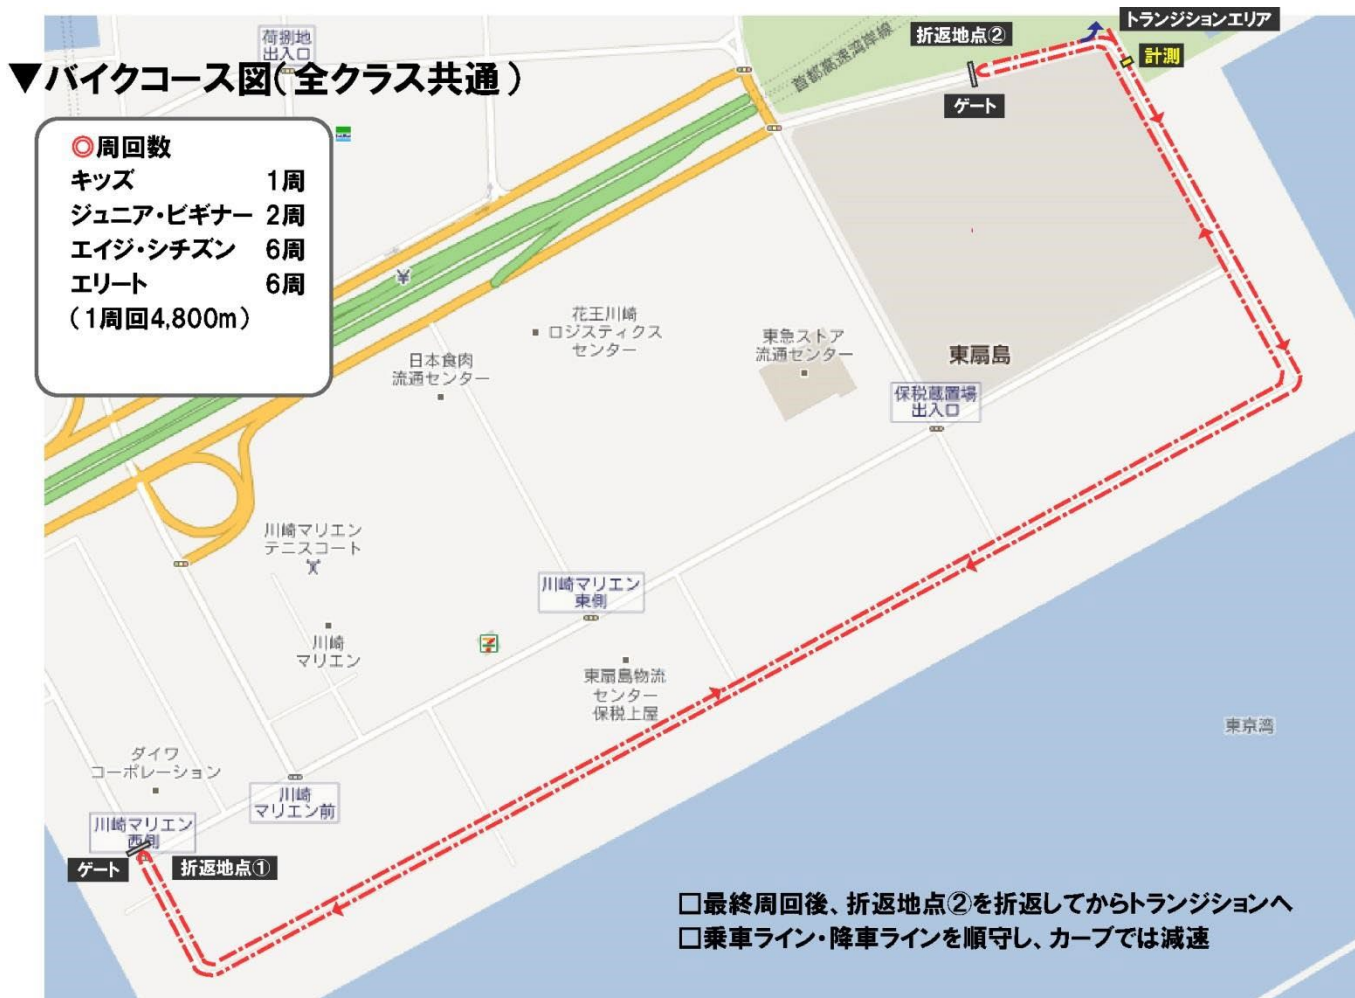 荷捌地
出入口
▼バイクコース図(全クラス共通)
◎周回数
キッズ 1周
ジュニア・ビギナー 2周
エイジ・シチズン 6周
エリート 6周
(1周回4,800m)
首都高速湾岸線
折返地点②
トランジションエリア
計測
ゲート
花王川崎
ロジスティクス
センター
日本食肉
流通センター
東急ストア
流通センター
東扇島
保税蔵置場
出入口
川崎マリエン
テニスコート
川崎
マリエン
川崎マリエン
東側
東扇島物流
センター
保税上屋
東京湾
ダイワ
コーポレーション
川崎
マリエン前
川崎マリエン
西側
ゲート
折返地点①
□最終周回後、折返地点②を折返してからトランジションへ
□乗車ライン・降車ラインを順守し、カーブでは減速